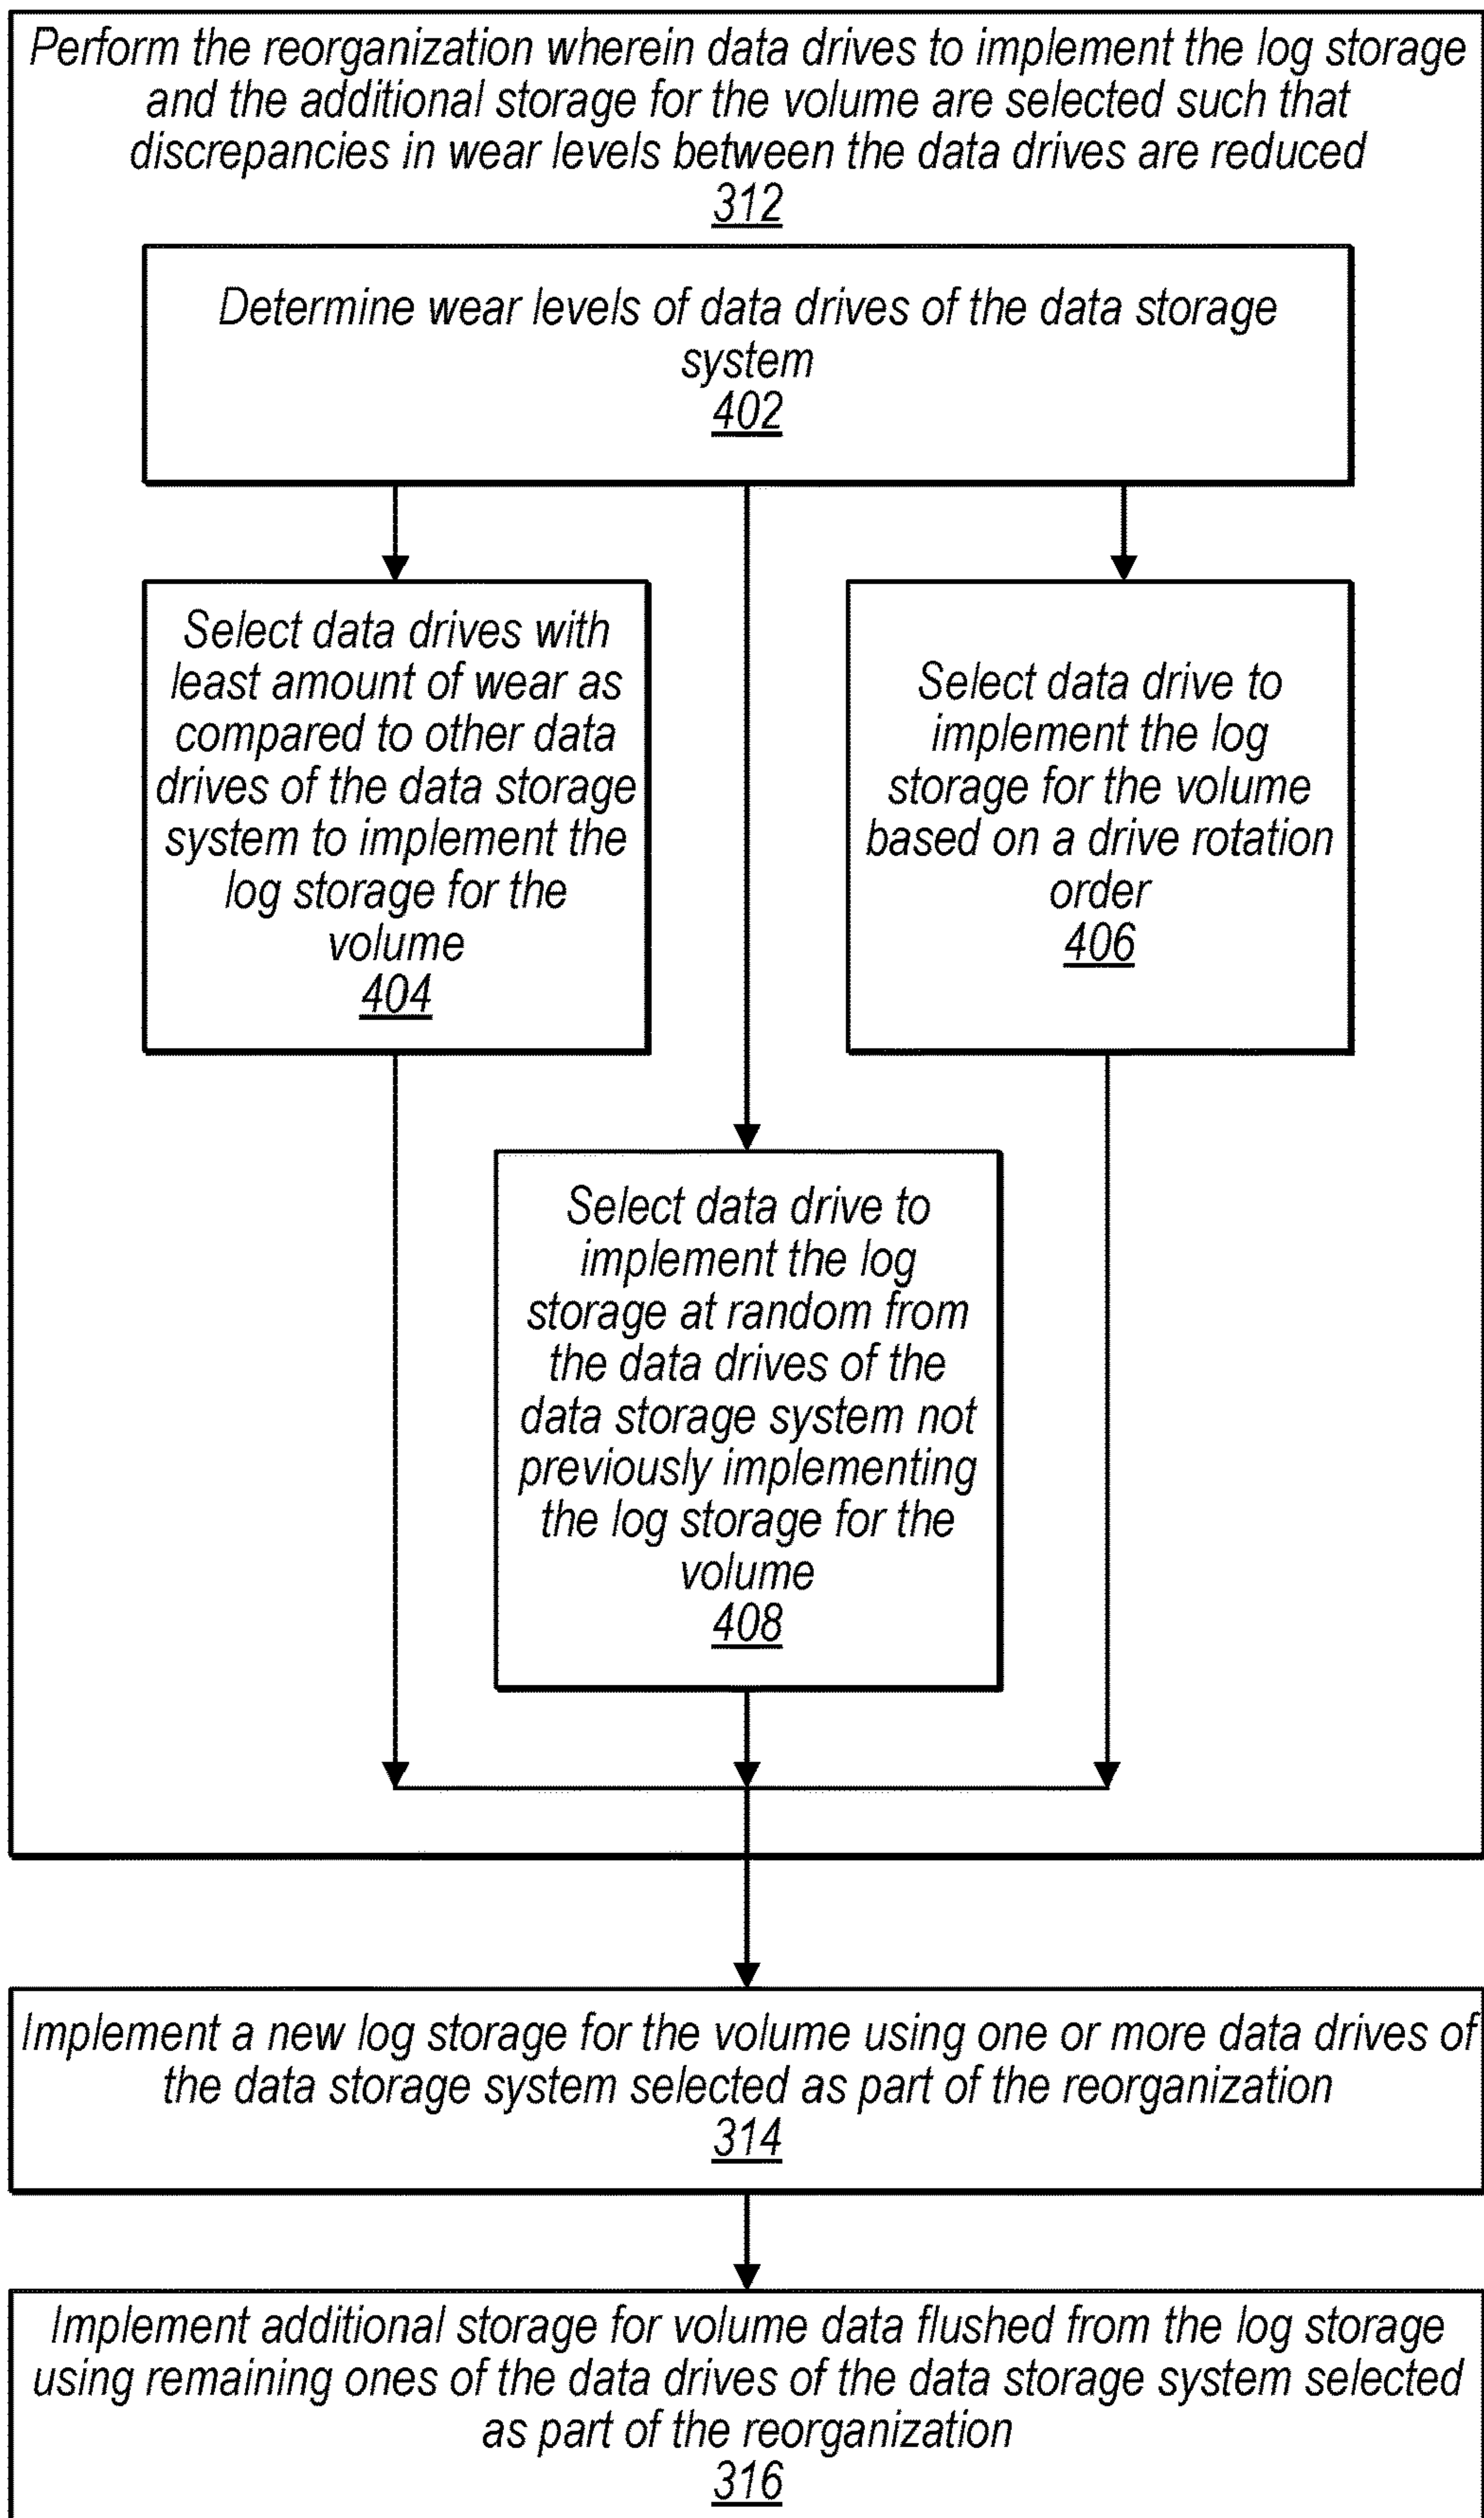 Perform the reorganization wherein data drives to implement the log storage
and the additional storage for the volume are selected such that
discrepancies in wear levels between the data drives are reduced
312
Determine wear levels of data drives of the data storage
system
402
Select data drives with
least amount of wear as
compared to other data
drives of the data storage
system to implement the
log storage for the
volume
404
Select data drive to
implement the log
storage for the volume
based on a drive rotation
order
406
Select data drive to
implement the log
storage at random from
the data drives of the
data storage system not
previously implementing
the log storage for the
volume
408
Implement a new log storage for the volume using one or more data drives of
the data storage system selected as part of the reorganization
314
Implement additional storage for volume data flushed from the log storage
using remaining ones of the data drives of the data storage system selected
as part of the reorganization
316